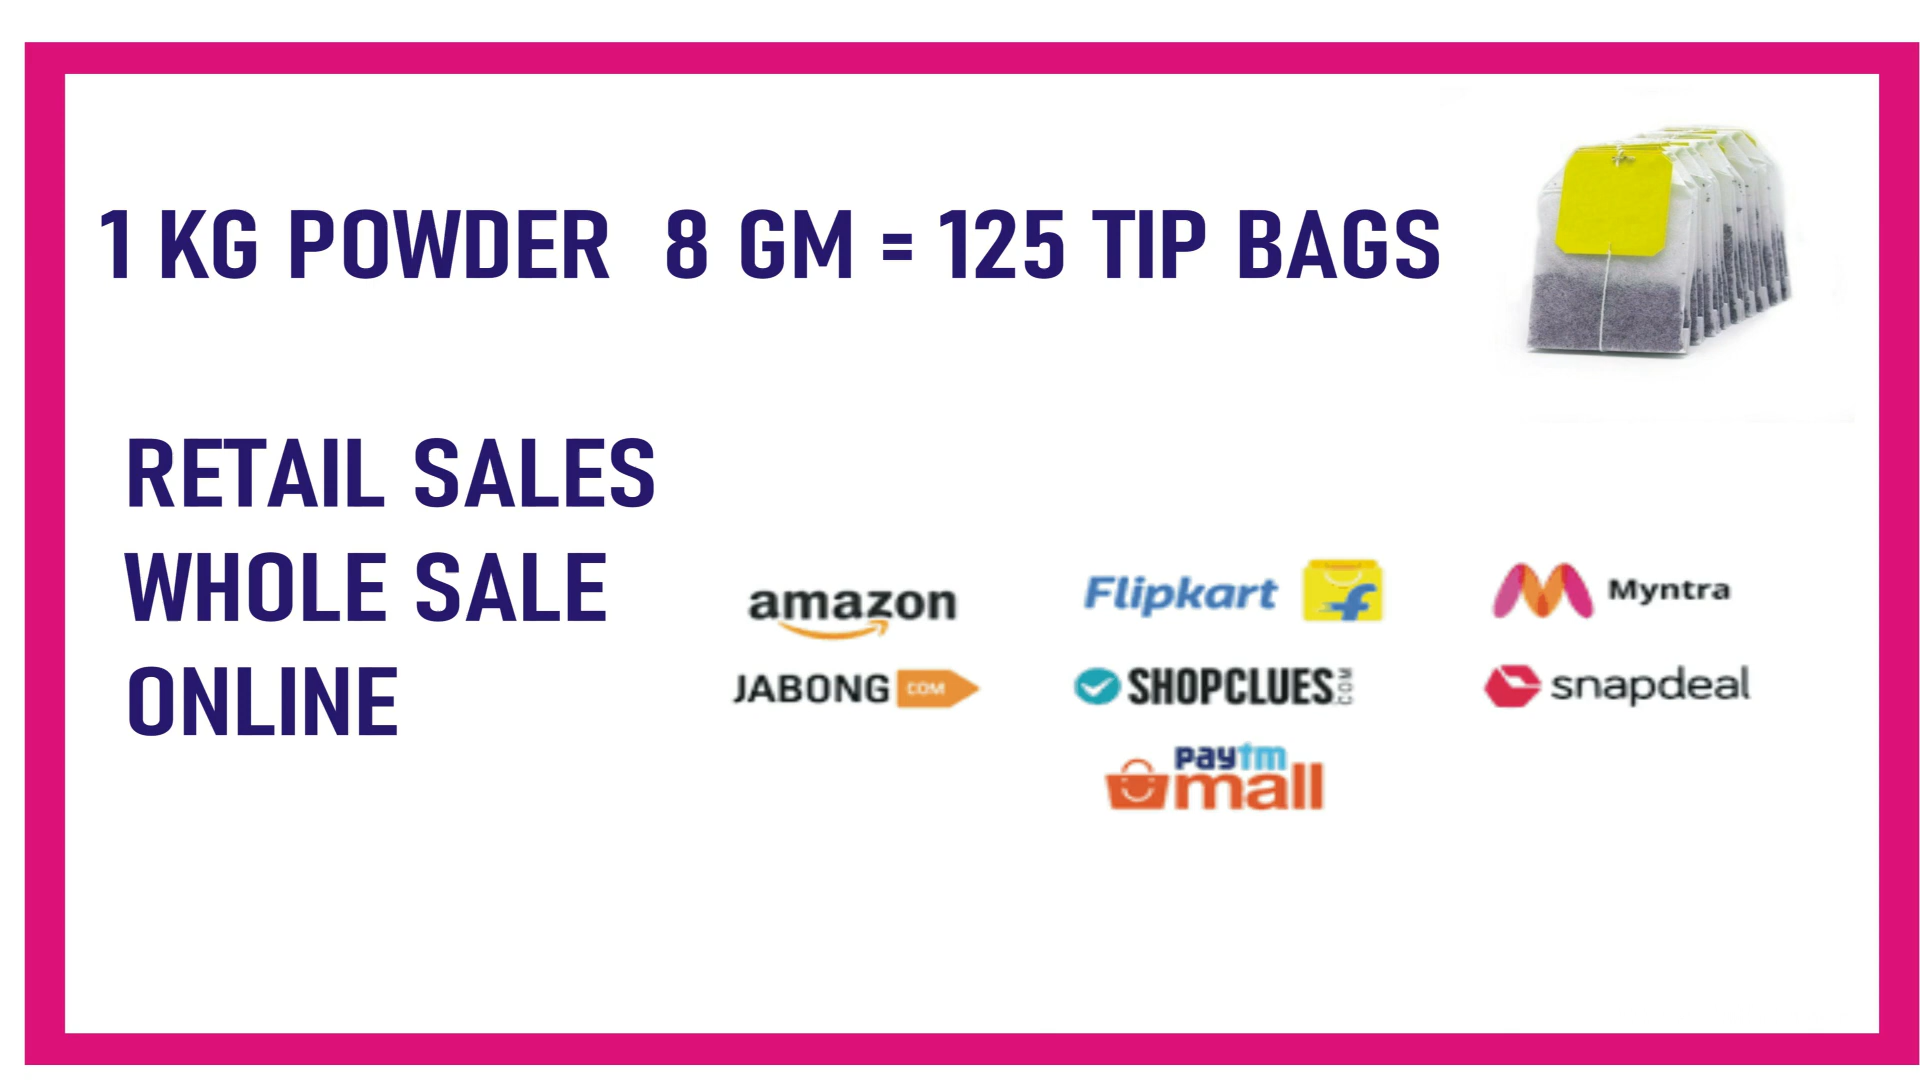 1 KG POWDER 8 GM = 125 TIP BAGS
RETAIL SALES
WHOLE SALE
ONLINE
amazon Flipkart Myntra
JABONG COM SHOPCLUES.COM snapdeal
paytm
mall